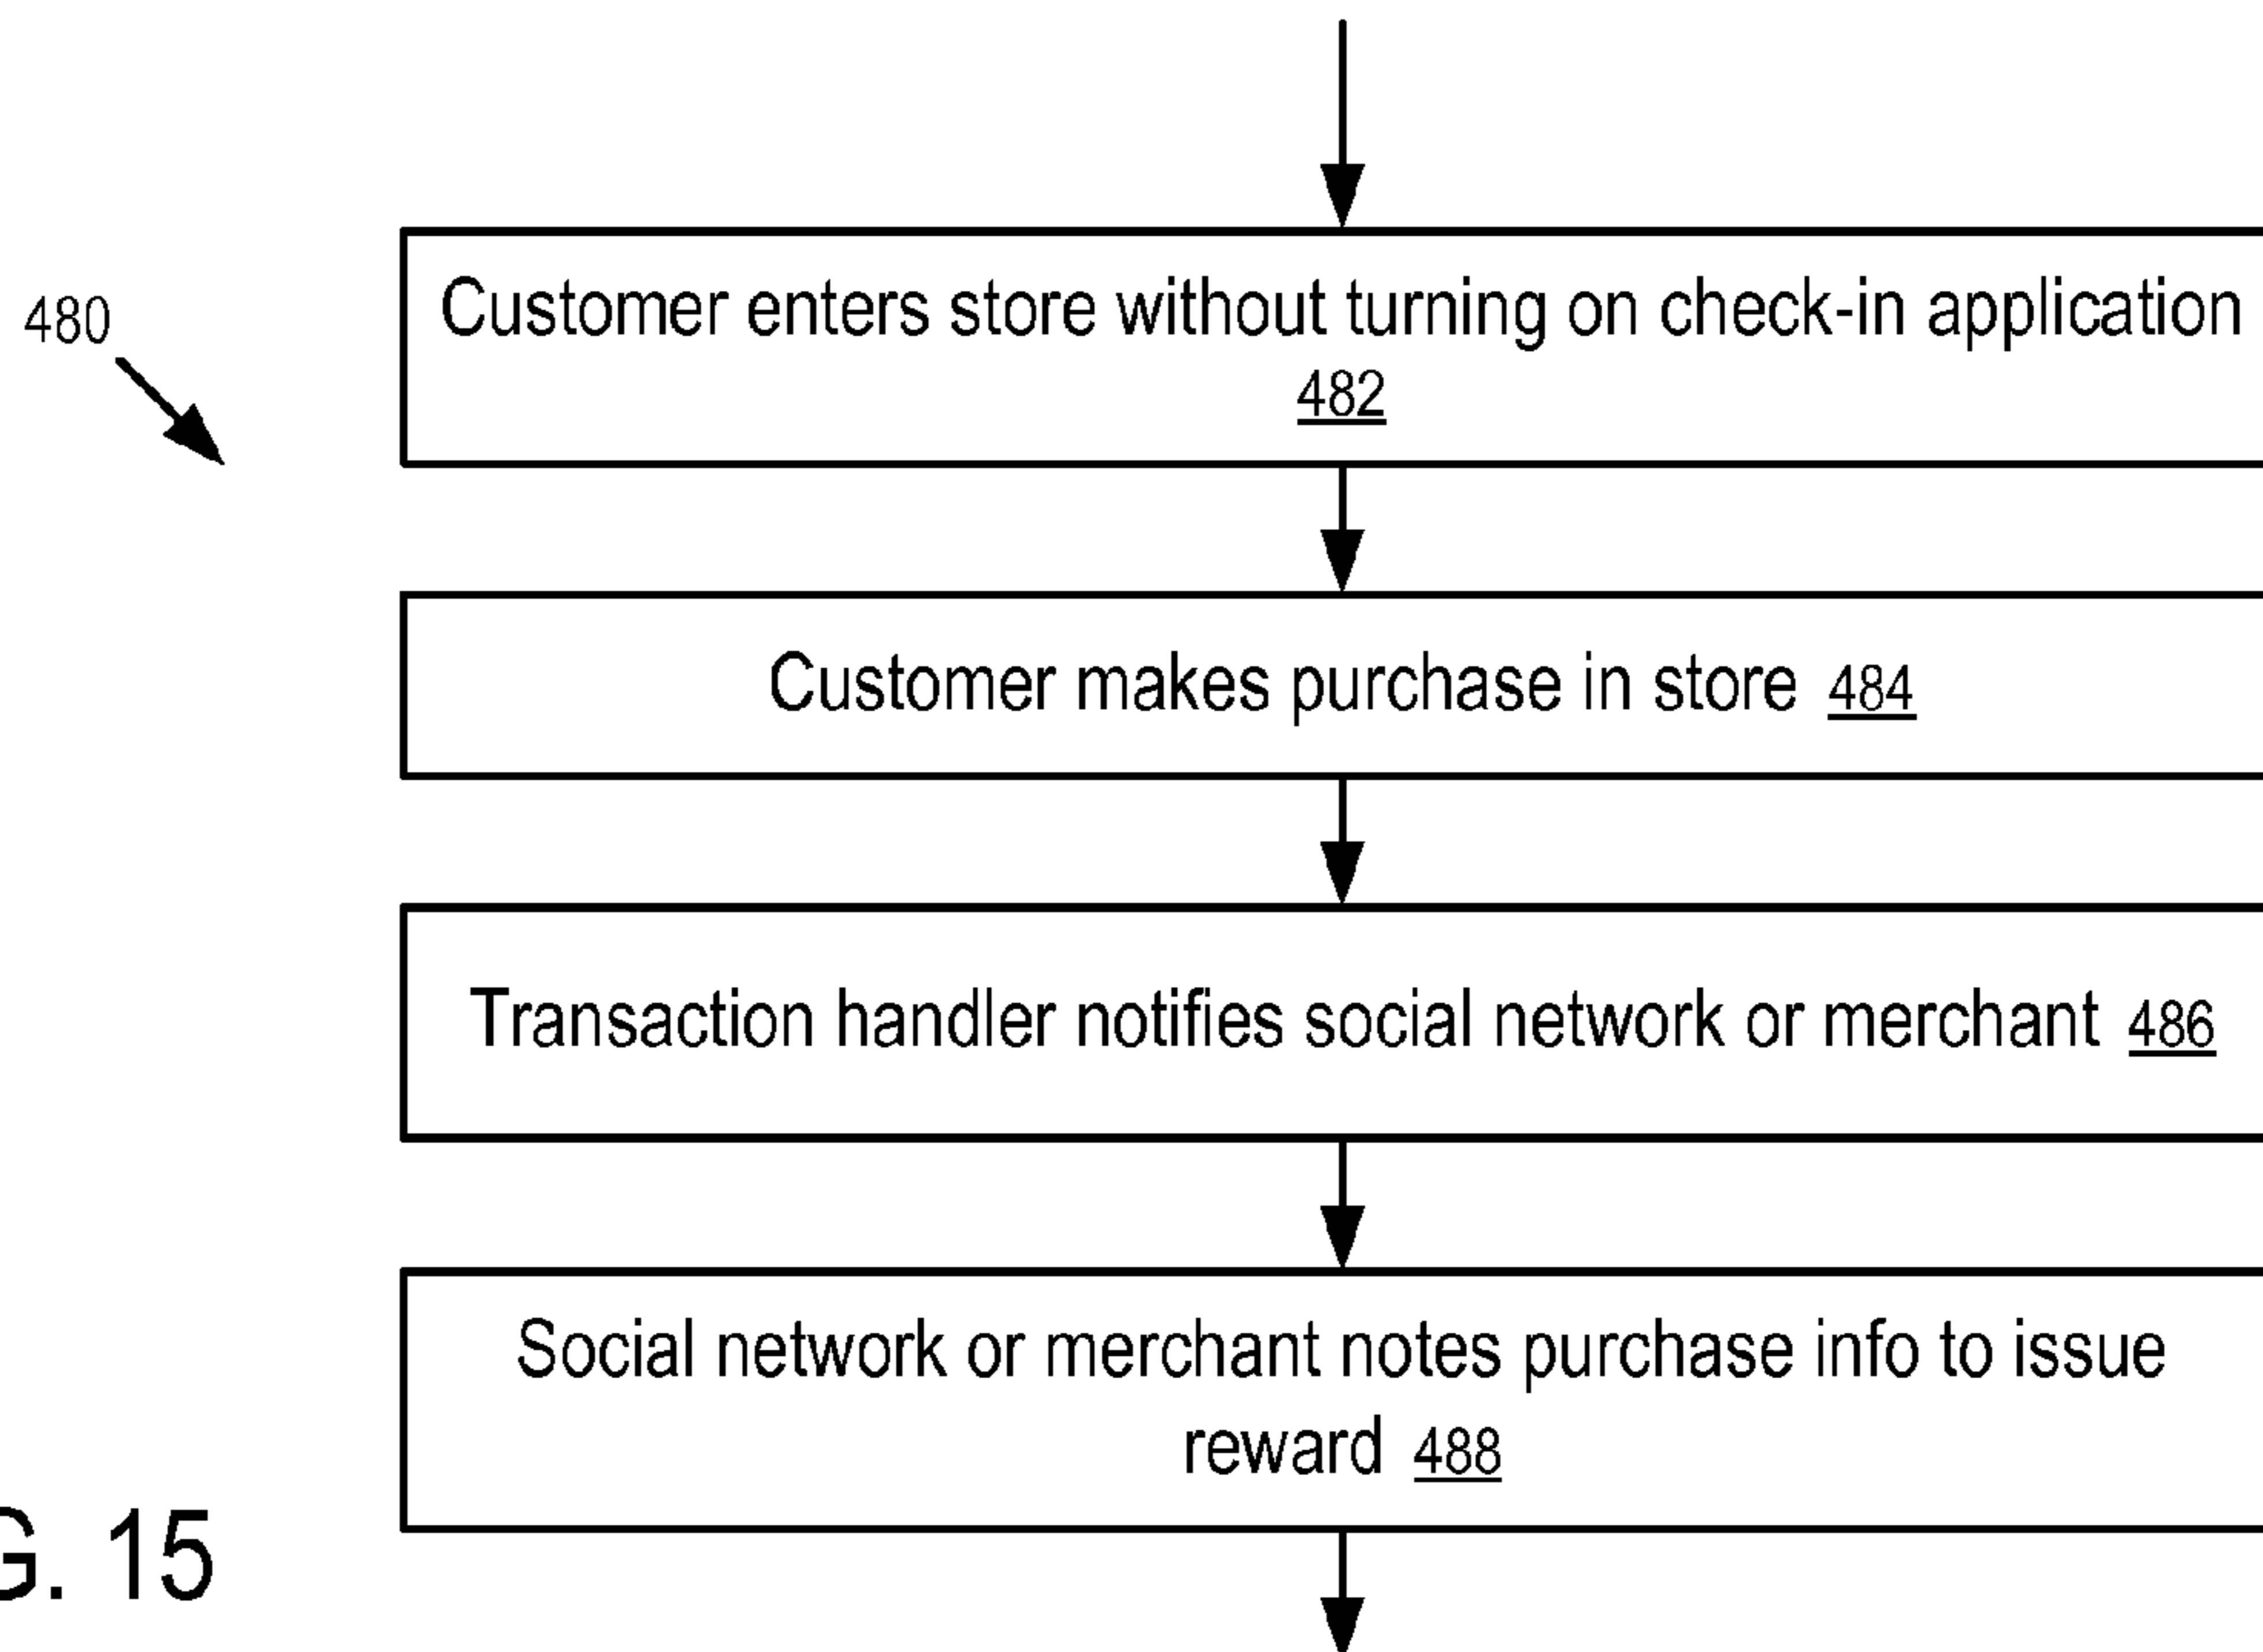 480
Customer enters store without turning on check-in application
482
Customer makes purchase in store 484
Transaction handler notifies social network or merchant 486
Social network or merchant notes purchase info to issue
reward 488
G. 15